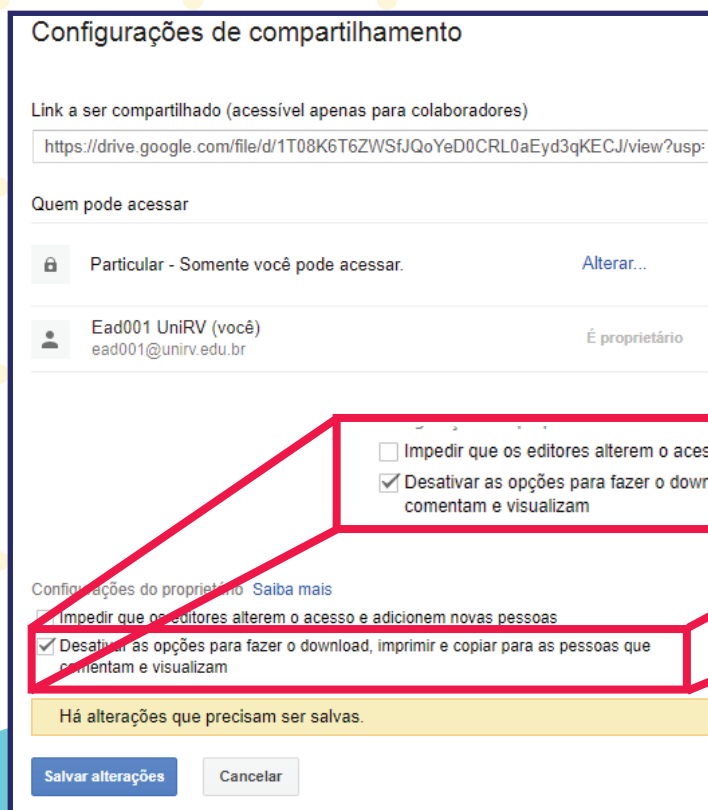 Configurações de compartilhamento
Link a ser compartilhado (acessível apenas para colaboradores)
https://drive.google.com/file/d/1T08K6T6ZWSfJQoYeD0CRL0aEyd3qKECJ/view?usp=
Quem pode acessar
Particular - Somente você pode acessar. Alterar...
Ead001 UniRV (você)
ead001@unirv.edu.br É proprietário
Impedir que os editores alterem o aces
Desativar as opções para fazer o down
comentam e visualizam
Configurações do proprietário Saiba mais
Impedir que os editores alterem o acesso e adicionem novas pessoas
Desativar as opções para fazer o download, imprimir e copiar para as pessoas que
comentam e visualizam
Há alterações que precisam ser salvas.
Salvar alterações Cancelar